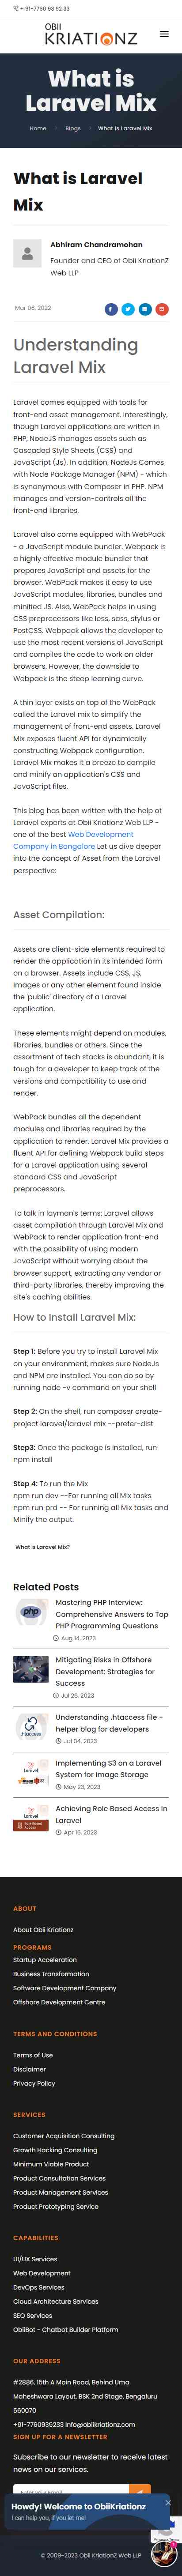 + 91-7760 93 92 33
OBII
KRIATIONZ
What is
Laravel Mix
Home
Blogs
What Is Laravel Mix
What is Laravel
Mix
Abhiram Chandramohan
Founder and CEO of Obii KriationZ
Web LLP
Mar 06, 2022
Understanding
Laravel Mix
Laravel comes equipped with tools for
front-end asset management. Interestingly,
though Laravel applications are written in
PHP, NodeJS manages assets such as
Cascaded Style Sheets (CSS) and
JavaScript (Js). In addition, NodeJs Comes
with Node Package Manager (NPM) - which
is synonymous with Composer in PHP. NPM
manages and version-controls all the
front-end libraries.
Laravel also come equipped with WebPack
- a JavaScript module bundler. Webpack is
a highly effective module bundler that
prepares JavaScript and assets for the
browser. WebPack makes it easy to use
JavaScript modules, libraries, bundles and
minified JS. Also, WebPack helps in using
CSS preprocessors like less, sass, stylus or
PostCSS. Webpack allows the developer to
use the most recent versions of JavaScript
and compiles the code to work on older
browsers. However, the downside to
Webpack is the steep learning curve.
A thin layer exists on top of the WebPack
called the Laravel mix to simplify the
management of front-end assets. Laravel
Mix exposes fluent API for dynamically
constructing Webpack configuration.
Laravel Mix makes it a breeze to compile
and minify an application's CSS and
JavaScript files.
This blog has been written with the help of
Laravel experts at Obii Kriationz Web LLP -
one of the best Web Development
Company in Bangalore Let us dive deeper
into the concept of Asset from the Laravel
perspective:
Asset Compilation:
Assets are client-side elements required to
render the application in its intended form
on a browser. Assets include CSS, JS,
Images or any other element found inside
the 'public' directory of a Laravel
application.
These elements might depend on modules,
libraries, bundles or others. Since the
assortment of tech stocks is abundant, it is
tough for a developer to keep track of the
versions and compatibility to use and
render.
WebPack bundles all the dependent
modules and libraries required by the
application to render. Laravel Mix provides a
fluent API for defining Webpack build steps
for a Laravel application using several
standard CSS and JavaScript
preprocessors.
To talk in layman's terms: Laravel allows
asset compilation through Laravel Mix and
WebPack to render application front-end
with the possibility of using modern
JavaScript without worrying about the
browser support, extracting any vendor or
third-party libraries, thereby improving the
site's caching abilities.
How to Install Laravel Mix:
Step 1: Before you try to install Laravel Mix
on your environment, makes sure NodeJs
and NPM are installed. You can do so by
running node -v command on your shell
Step 2: On the shell, run composer create-
project laravel/laravel mix --prefer-dist
Step3: Once the package is installed, run
npm install
Step 4: To run the Mix
npm run dev --For running all Mix tasks
npm run prd -- For running all Mix tasks and
Minify the output.
What is Laravel Mix?
Related Posts
Mastering PHP Interview:
Comprehensive Answers to Top
PHP Programming Questions
Aug 14, 2023
Mitigating Risks in Offshore
Development: Strategies for
Success
Jul 26, 2023
Understanding .htaccess file -
helper blog for developers
Jul 04, 2023
Implementing S3 on a Laravel
System for Image Storage
May 23, 2022
Achieving Role Based Access in
Laravel
Apr 16, 2023
ABOUT
About Obii Kriationz
PROGRAMS
Startup Acceleration
Business Transformation
Software Development Company
Offshore Development Centre
TERMS AND CONDITIONS
Terms of Use
Disclaimer
Privacy Policy
SERVICES
Customer Acquisition Consulting
Growth Hacking Consulting
Minimum Viable Product
Product Consultation Services
Product Management Services
Product Prototyping Service
CAPABILITIES
UI/UX Services
Web Development
DevOps Services
Cloud Architecture Services
SEO Services
ObiiBot - Chatbot Builder Platform
OUR ADDRESS
#2886, 15th A Main Road, Behind Uma
Maheshwara Layout, BSK 2nd Stage, Bengaluru
560070
+91-7760939233 Info@obiikriationz.com
SIGN UP FOR A NEWSLETTER
Subscribe to our newsletter to receive latest
news on our services.
Howdy! Welcome to ObiiKriationz
I can help you, if you let me!
© 2009-2023 Obii KriationZ Web LLP